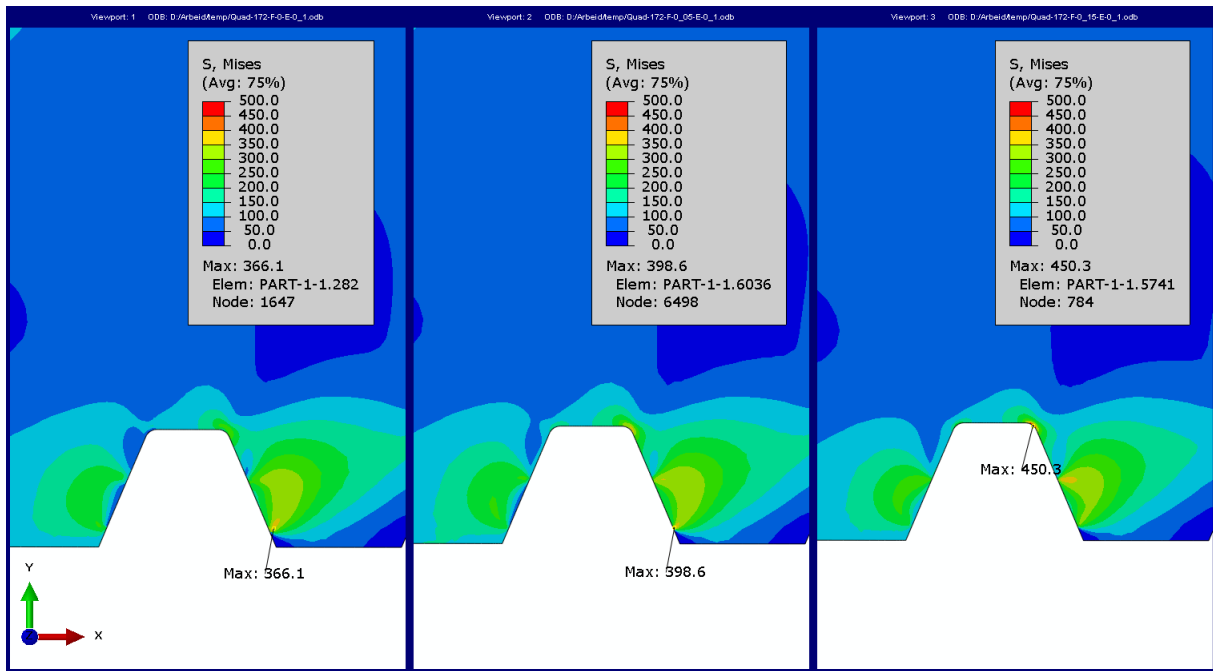 Viewport: 1 ODB: D:/Arbeid/temp/Quad-172-F-0-E-0_1.odb
S, Mises
(Avg: 75%)
500.0
450.0
400.0
350.0
300.0
250.0
200.0
150.0
100.0
50.0
0.0
Max: 366.1
Elem: PART-1-1.282
Node: 1647
Max: 366.1
Y
Z
X
Viewport: 2 ODB: D:/Arbeid/temp/Quad-172-F-0_05-E-0_1.odb
S, Mises
(Avg: 75%)
500.0
450.0
400.0
350.0
300.0
250.0
200.0
150.0
100.0
50.0
0.0
Max: 398.6
Elem: PART-1-1.6036
Node: 6498
Max: 398.6
Viewport: 3 ODB: D:/Arbeid/temp/Quad-172-F-0_15-E-0_1.odb
S, Mises
(Avg: 75%)
500.0
450.0
400.0
350.0
300.0
250.0
200.0
150.0
100.0
50.0
0.0
Max: 450.3
Elem: PART-1-1.5741
Node: 784
Max: 450.3